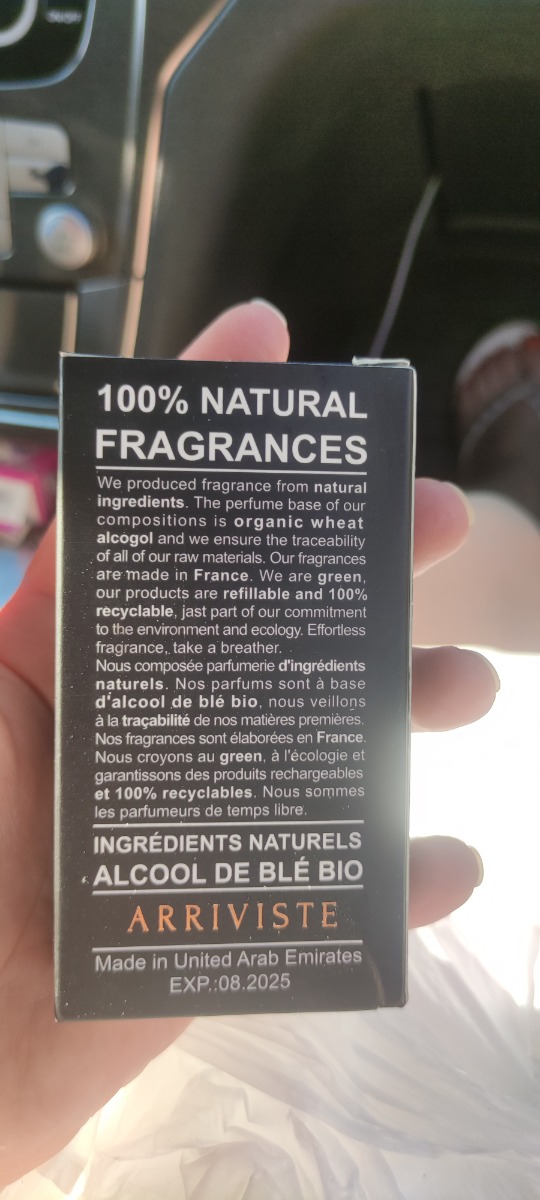 100% NATURAL
FRAGRANCES
We produced fragrance from natural
ingredients. The perfume base of our
compositions is organic wheat
alcogol and we ensure the traceability
of all of our raw materials. Our fragrances
are made in France. We are green,
our products are refillable and 100%
recyclable, jast part of our commitment
to the environment and ecology. Effortless
fragrance, take a breather.
Nous composée parfumerie d'ingrédients
naturels. Nos parfums sont à base
d'alcool de blé bio, nous veillons
à la traçabilité de nos matières premières.
Nos fragrances sont élaborées en France.
Nous croyons au green, à l'écologie et
garantissons des produits rechargeables
et 100% recyclables. Nous sommes
les parfumeurs de temps libre.
INGRÉDIENTS NATURELS
ALCOOL DE BLÉ BIO
ARRIVISTE
Made in United Arab Emirates
EXP.:08.2025